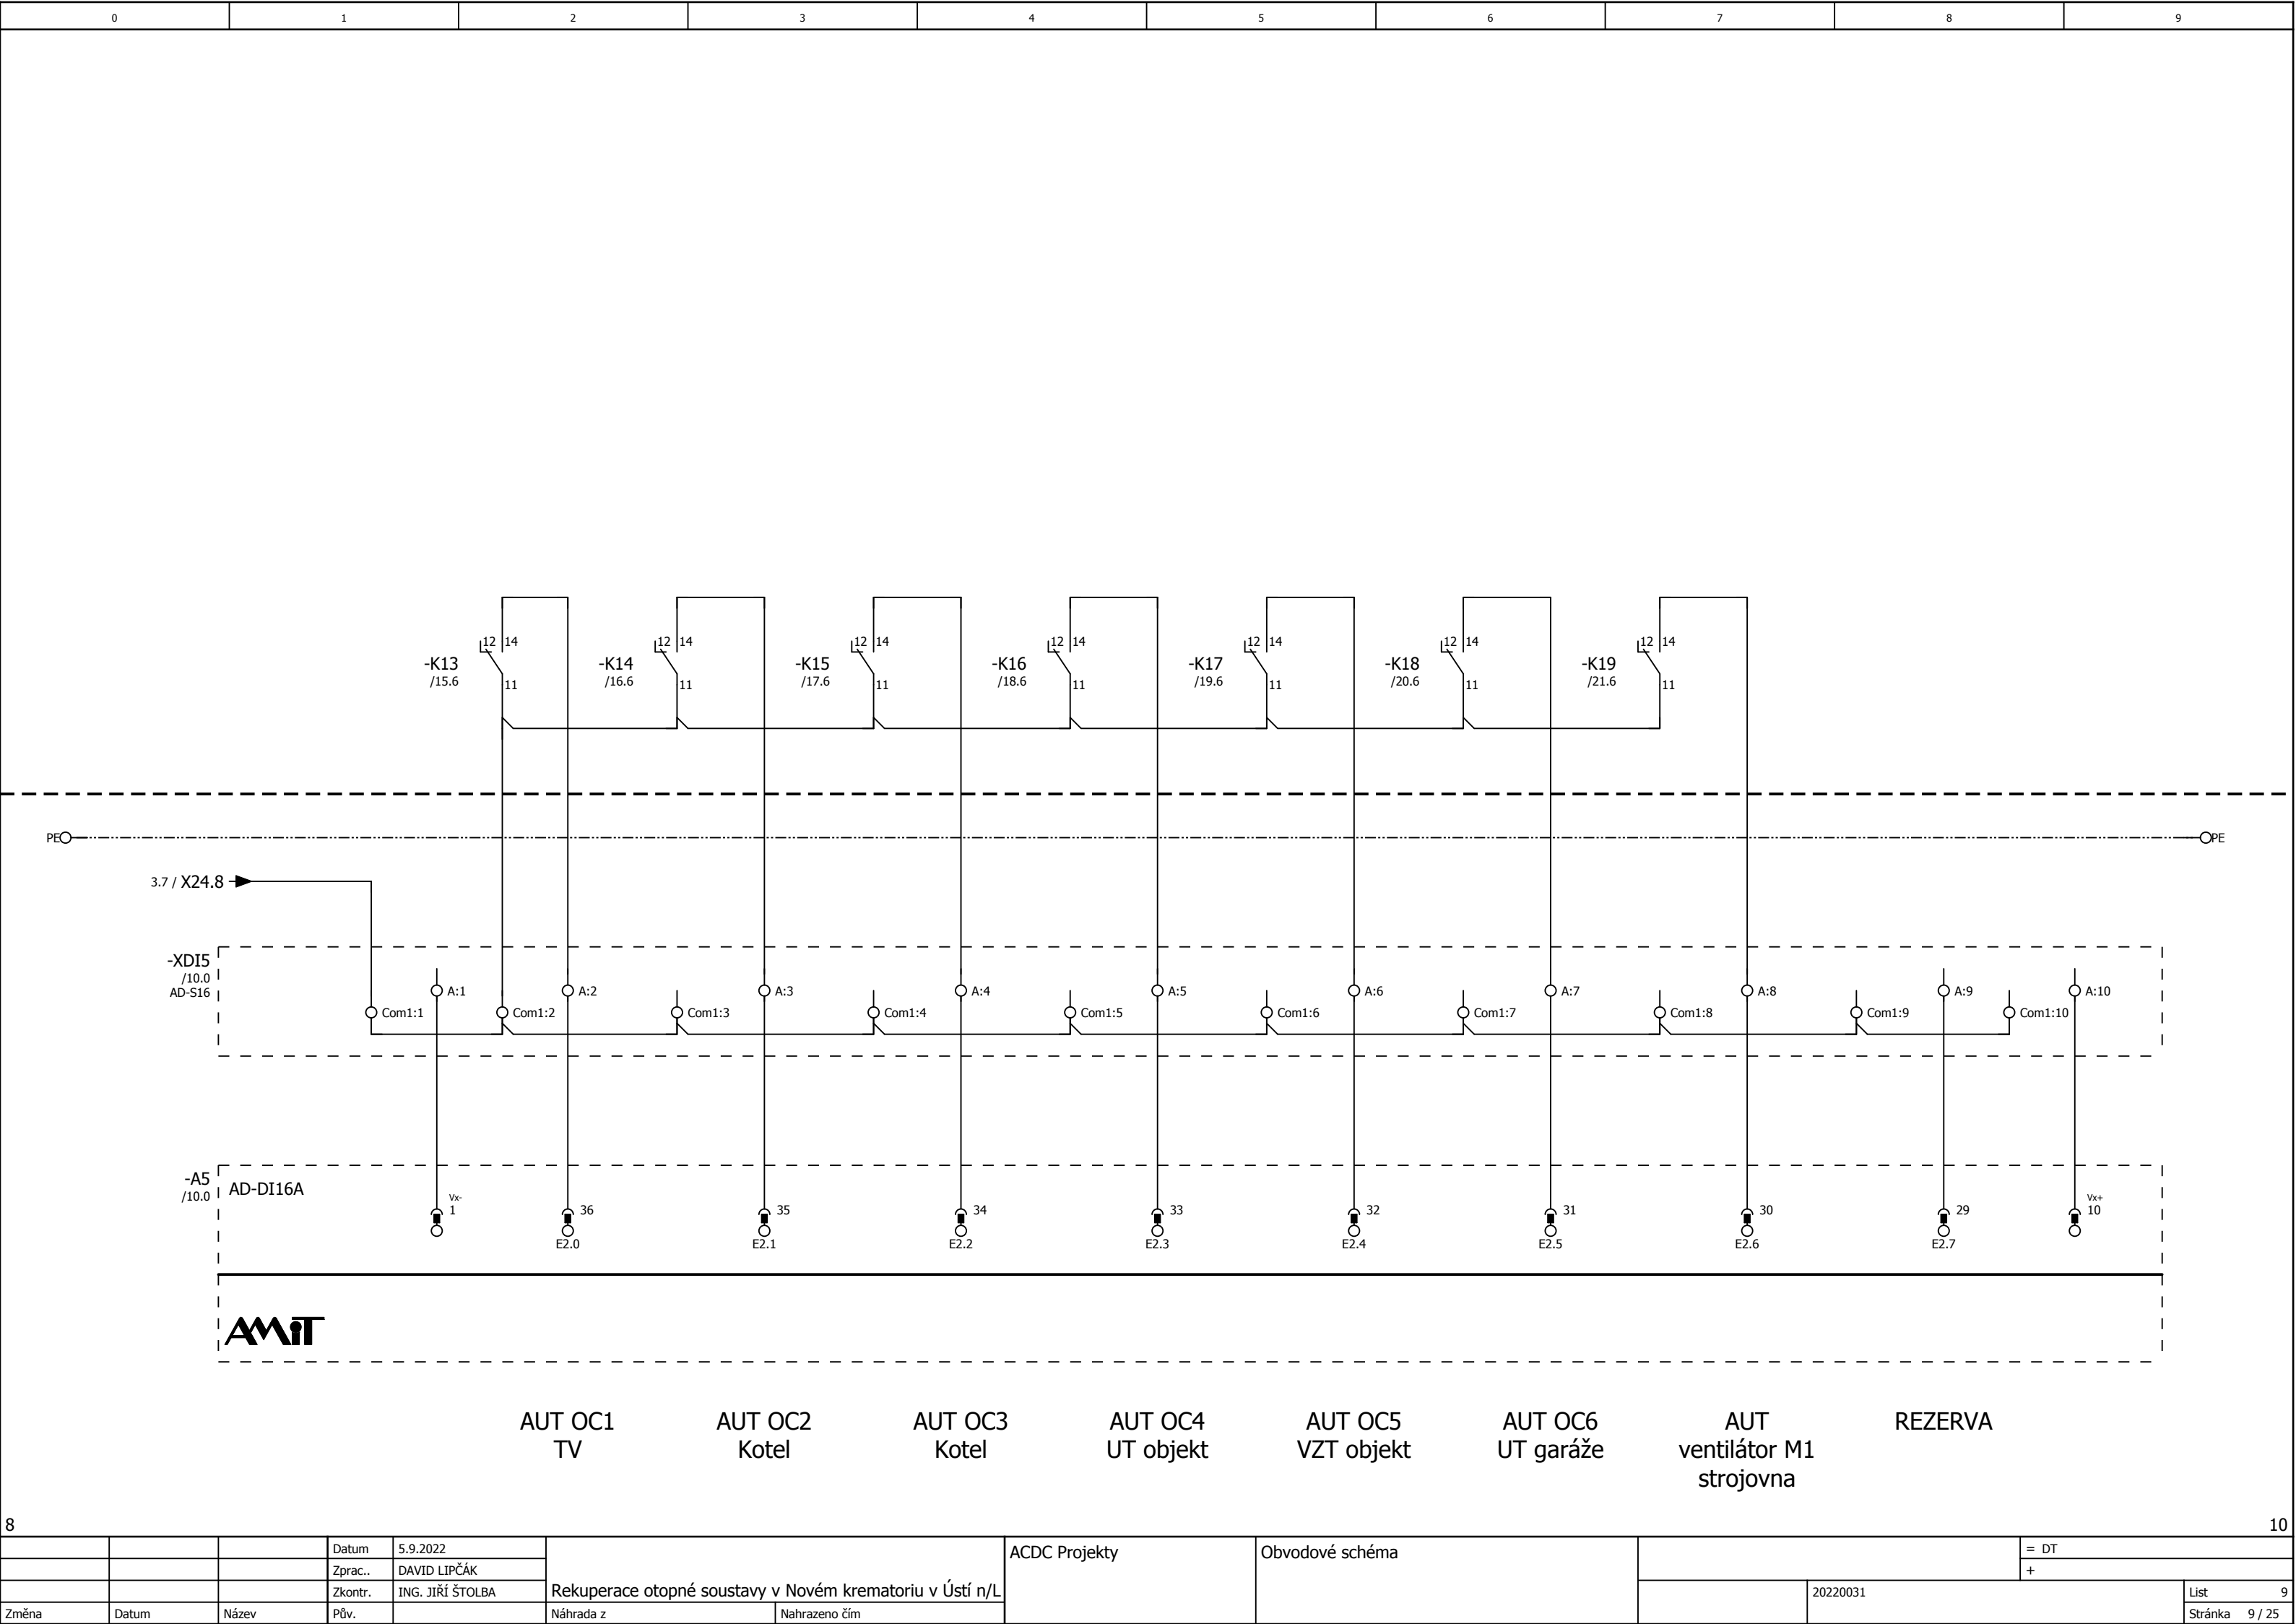 0 1 2 3 4 5 6 7 8 9
12 14 12 14 12 14 12 14 12 14 12 14 12 14
-K13 -K14 -K15 -K16 -K17 -K18 -K19
/15.6 /16.6 /17.6 /18.6 /19.6 /20.6 /21.6
11 11 11 11 11 11 11
PE PE
3.7 / X24.8
-XDI5
/10.0
AD-S16
A:1 A:2 A:3 A:4 A:5 A:6 A:7 A:8 A:9 A:10
Com1:1 Com1:2 Com1:3 Com1:4 Com1:5 Com1:6 Com1:7 Com1:8 Com1:9 Com1:10
-A5
/10.0
AD-DI16A
Vx- Vx+
1 36 35 34 33 32 31 30 29 10
E2.0 E2.1 E2.2 E2.3 E2.4 E2.5 E2.6 E2.7
AMiT
AUT OC1 AUT OC2 AUT OC3 AUT OC4 AUT OC5 AUT OC6 AUT REZERVA
TV Kotel Kotel UT objekt VZT objekt UT garáže ventilátor M1
strojovna
8 10
Datum 5.9.2022 ACDC Projekty Obvodové schéma = DT
Zprac.. DAVID LIPČÁK +
Zkontr. ING. JIŘÍ ŠTOLBA Rekuperace otopné soustavy v Novém krematoriu v Ústí n/L 20220031 List 9
Změna Datum Název Pův. Náhrada z Nahrazeno čím Stránka 9 / 25